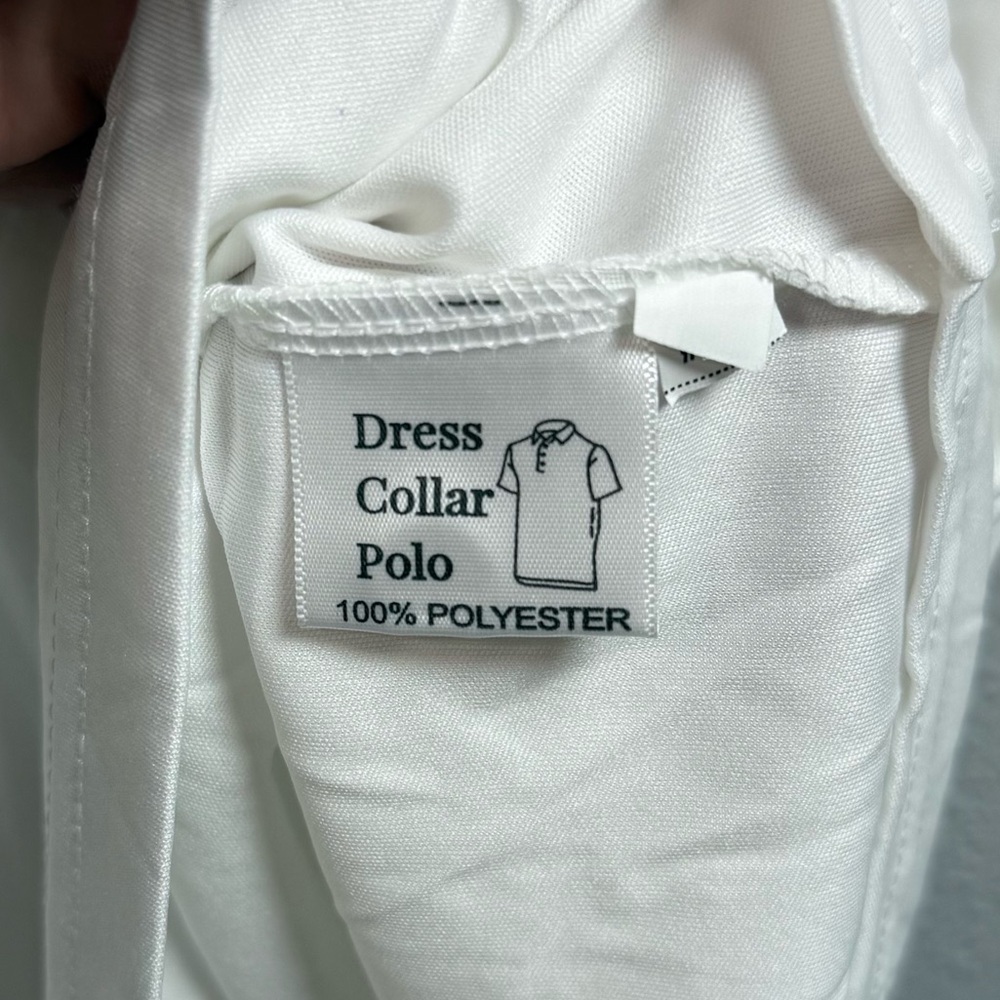 Dress
Collar
Polo
100% POLYESTER